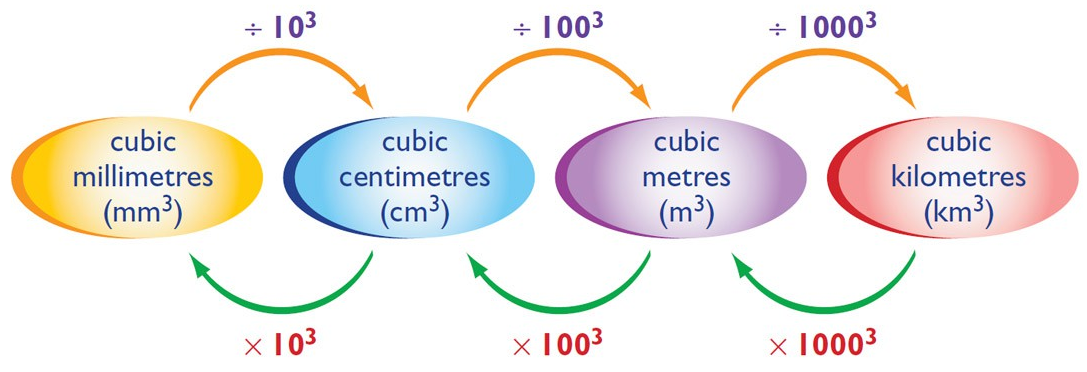 ÷ 10³
÷ 100³
÷ 1000³
cubic
millimetres
(mm³)
cubic
centimetres
(cm³)
cubic
metres
(m³)
cubic
kilometres
(km³)
× 10³
× 100³
× 1000³